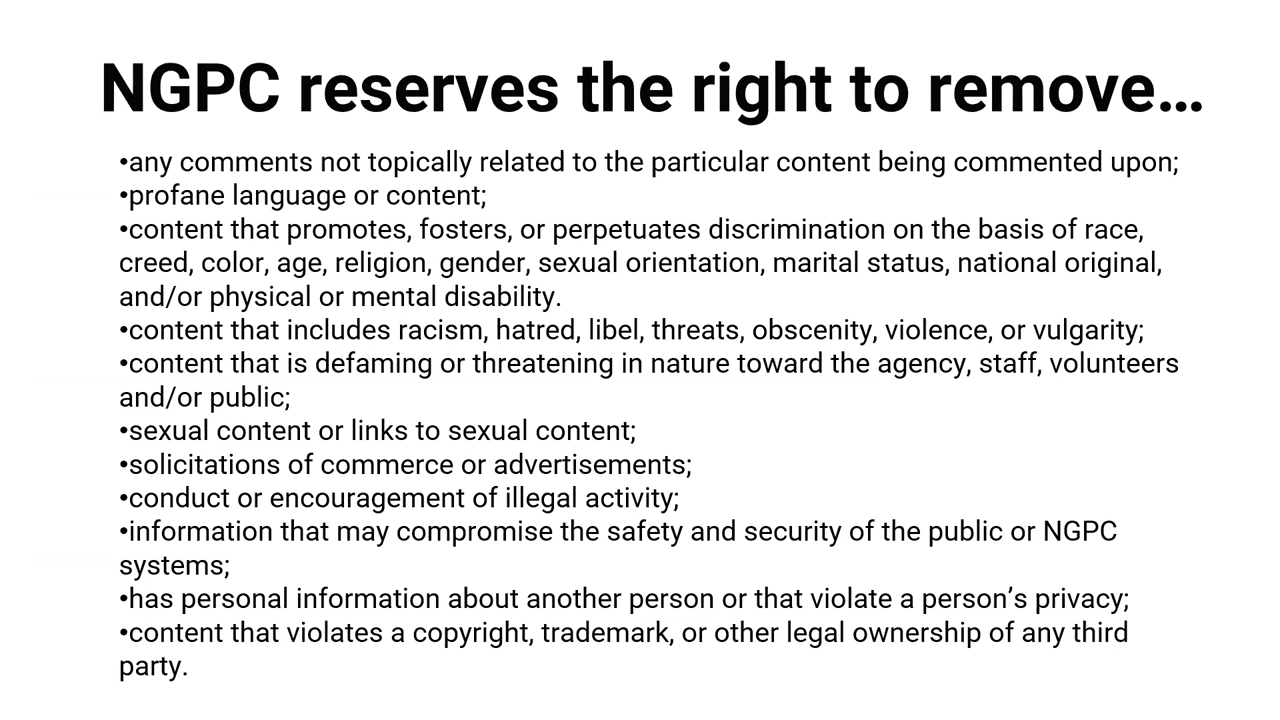 NGPC reserves the right to remove…
•any comments not topically related to the particular content being commented upon;
•profane language or content;
•content that promotes, fosters, or perpetuates discrimination on the basis of race,
creed, color, age, religion, gender, sexual orientation, marital status, national original,
and/or physical or mental disability.
•content that includes racism, hatred, libel, threats, obscenity, violence, or vulgarity;
•content that is defaming or threatening in nature toward the agency, staff, volunteers
and/or public;
•sexual content or links to sexual content;
•solicitations of commerce or advertisements;
•conduct or encouragement of illegal activity;
•information that may compromise the safety and security of the public or NGPC
systems;
•has personal information about another person or that violate a person’s privacy;
•content that violates a copyright, trademark, or other legal ownership of any third
party.